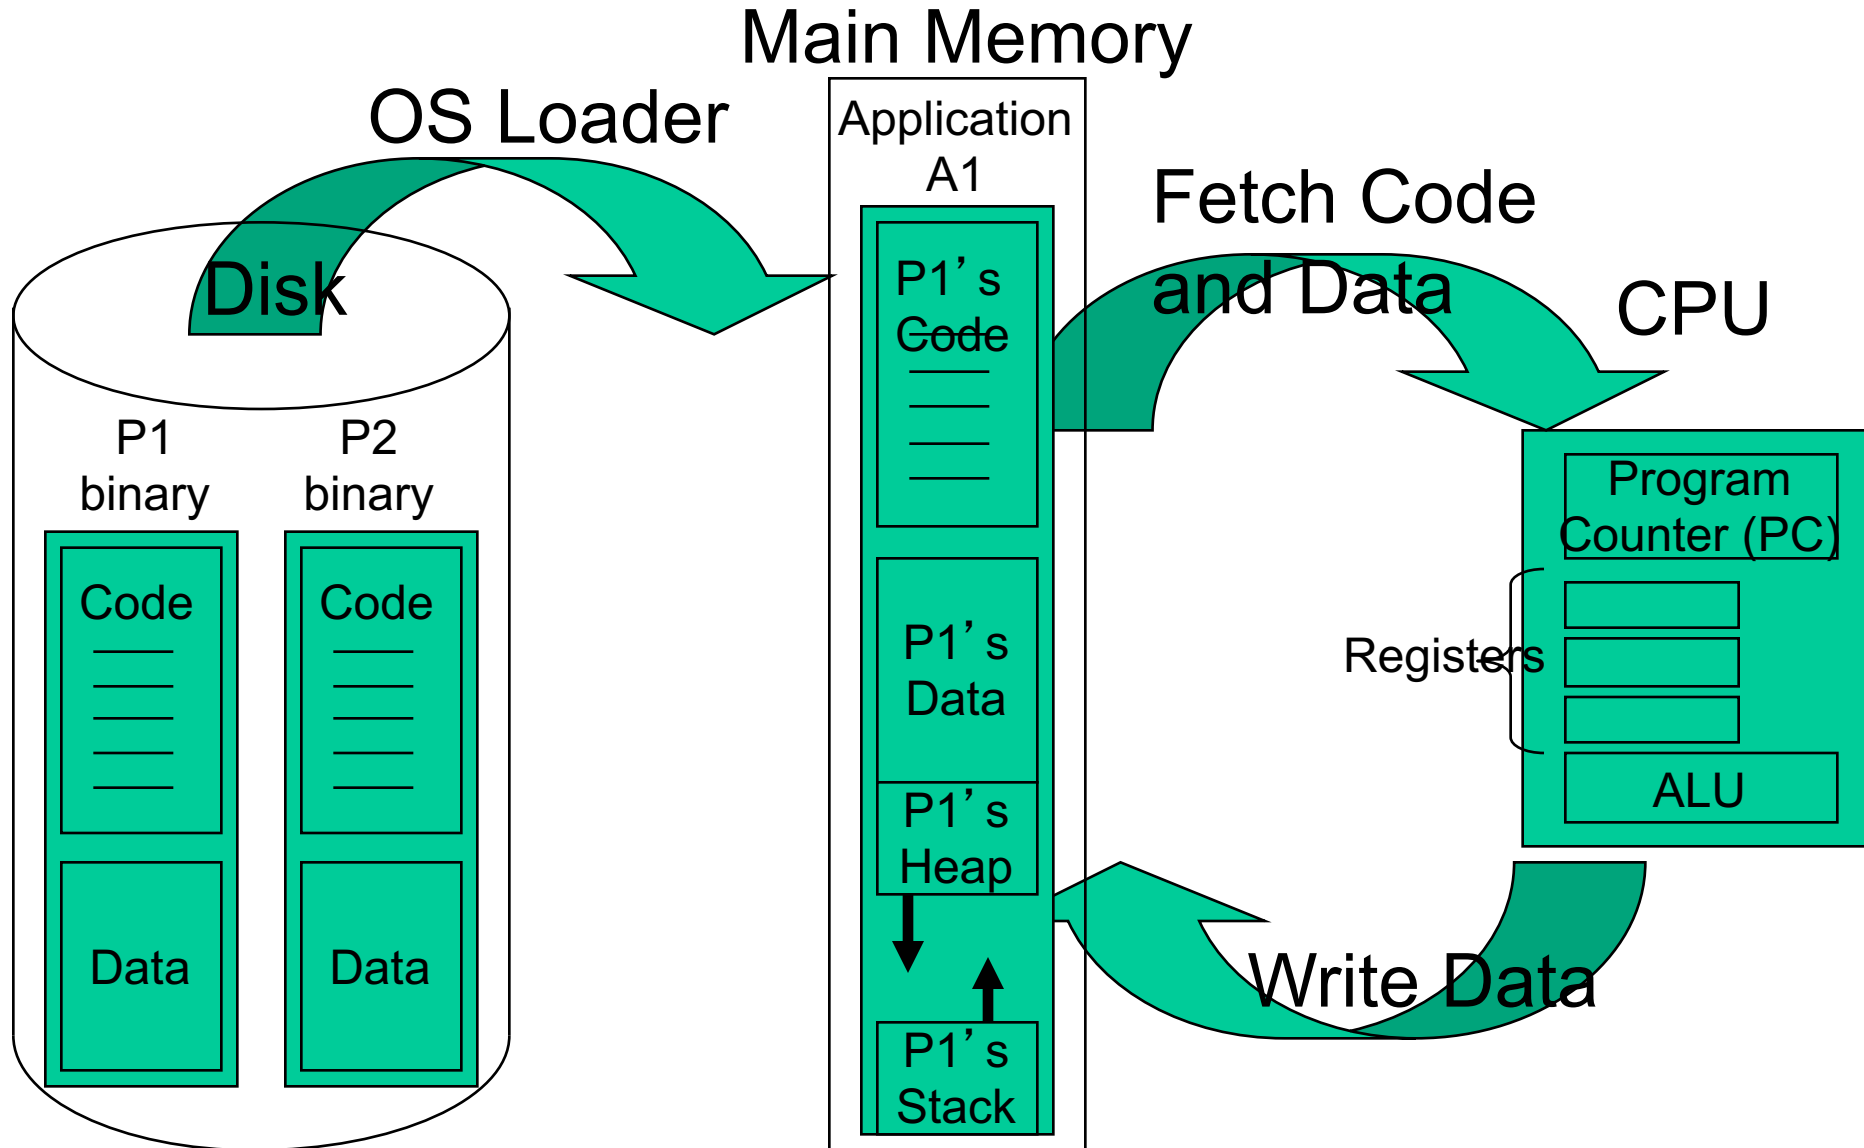 Main Memory
OS Loader
Application
A1
Fetch Code
and Data
CPU
Disk
P1
binary
P2
binary
Code
Data
Code
Data
P1’s
Code
P1’s
Data
P1’s
Heap
P1’s
Stack
Program
Counter (PC)
Registers
ALU
Write Data